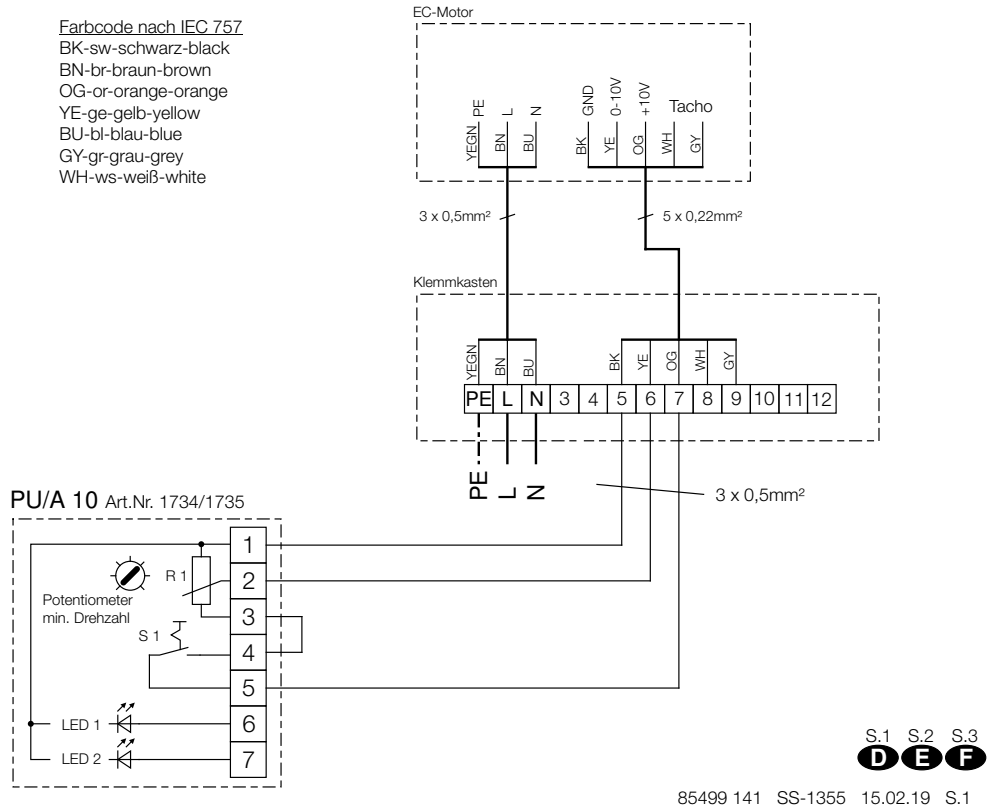 Farbcode nach IEC 757
BK-sw-schwarz-black
BN-br-braun-brown
OG-or-orange-orange
YE-ge-gelb-yellow
BU-bl-blau-blue
GY-gr-grau-grey
WH-ws-weiß-white
EC-Motor
PE L N GND 0-10V +10V Tacho
YEGN BN BU BK YE OG WH GY
3 x 0,5mm² 5 x 0,22mm²
Klemmkasten
YEGN BN BU BK YE OG WH GY
PE L N 3 4 5 6 7 8 9 10 11 12
PE L N
3 x 0,5mm²
PU/A 10 Art.Nr. 1734/1735
1
R 1 2
Potentiometer
min. Drehzahl
3
S 1
4
5
LED 1 6
LED 2 7
S.1 S.2 S.3
D E F
85499 141 SS-1355 15.02.19 S.1